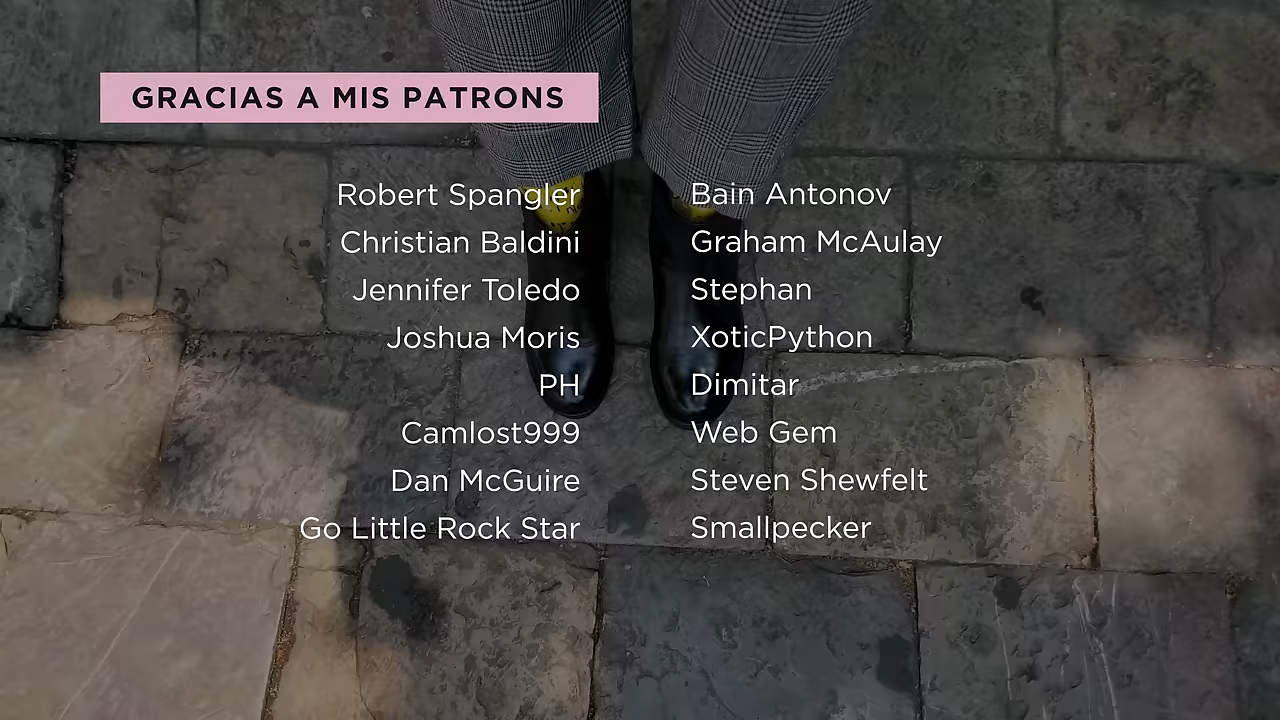 GRACIAS A MIS PATRONS
Robert Spangler
Christian Baldini
Jennifer Toledo
Joshua Moris
PH
Camlost999
Dan McGuire
Go Little Rock Star
Bain Antonov
Graham McAulay
Stephan
XoticPython
Dimitar
Web Gem
Steven Shewfelt
Smallpecker